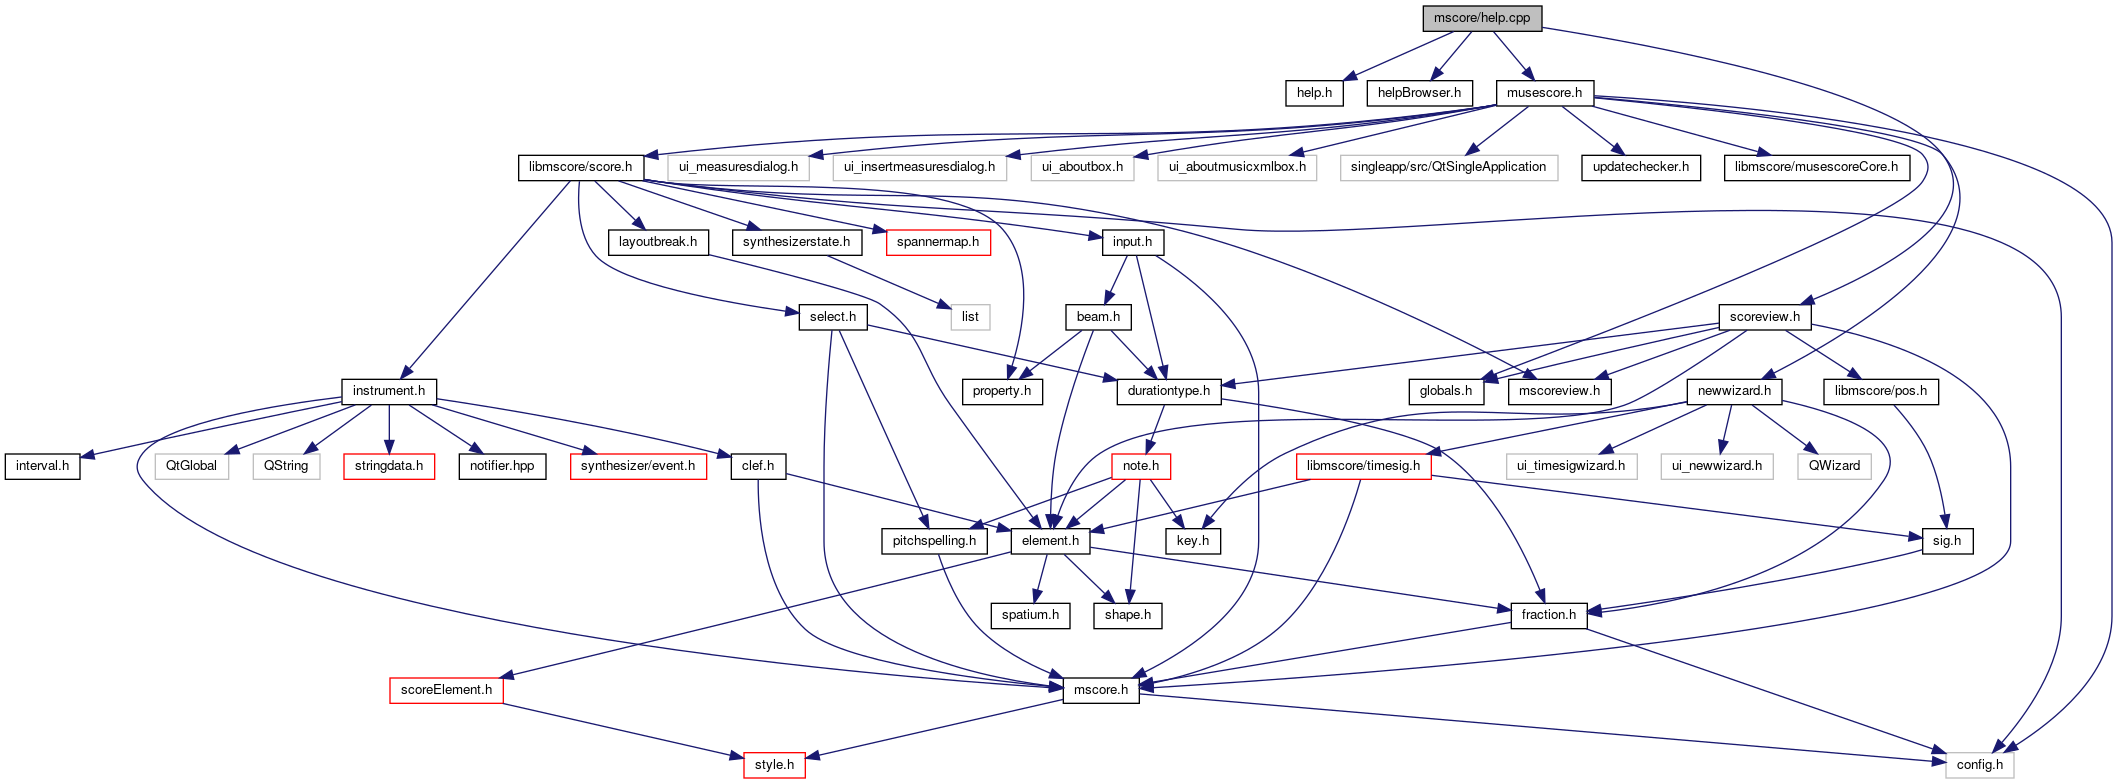 mscore/help.cpp
help.h
helpBrowser.h
musescore.h
libmscore/score.h
ui_measuresdialog.h
ui_insertmeasuresdialog.h
ui_aboutbox.h
ui_aboutmusicxmlbox.h
singleapp/src/QtSingleApplication
updatechecker.h
libmscore/musescoreCore.h
layoutbreak.h
synthesizerstate.h
spannermap.h
input.h
select.h
list
beam.h
scoreview.h
instrument.h
property.h
durationtype.h
globals.h
mscoreview.h
newwizard.h
libmscore/pos.h
interval.h
QtGlobal
QString
stringdata.h
notifier.hpp
synthesizer/event.h
clef.h
note.h
libmscore/timesig.h
ui_timesigwizard.h
ui_newwizard.h
QWizard
pitchspelling.h
element.h
key.h
sig.h
spatium.h
shape.h
fraction.h
scoreElement.h
mscore.h
style.h
config.h